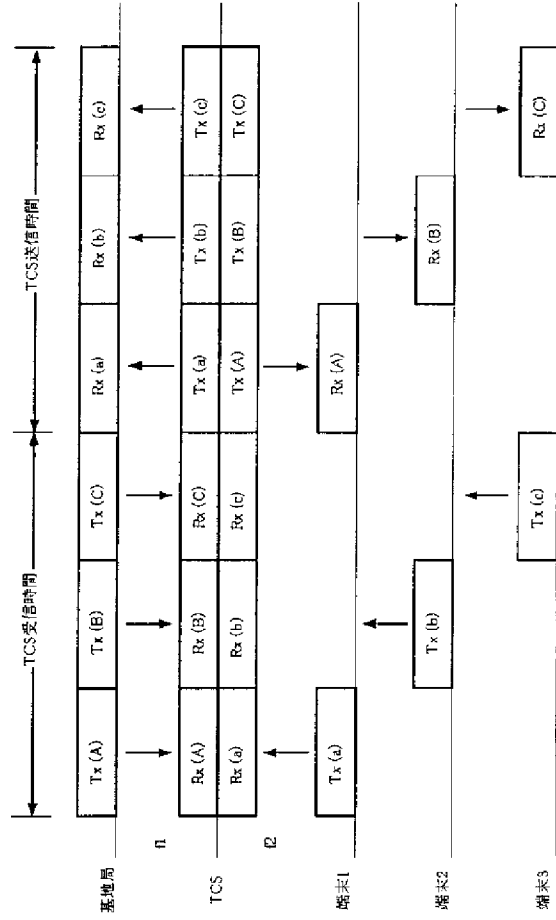 TCS受信時間
TCS送信時間
基地局
Tx (A)
Tx (B)
Tx (C)
Rx (a)
Rx (b)
Rx (c)
f1
TCS
Rx (A)
Rx (B)
Rx (C)
Tx (a)
Tx (b)
Tx (c)
Rx (a)
Rx (b)
Rx (c)
Tx (A)
Tx (B)
Tx (C)
f2
端末1
Tx (a)
Rx (A)
端末2
Tx (b)
Rx (B)
端末3
Tx (c)
Rx (C)